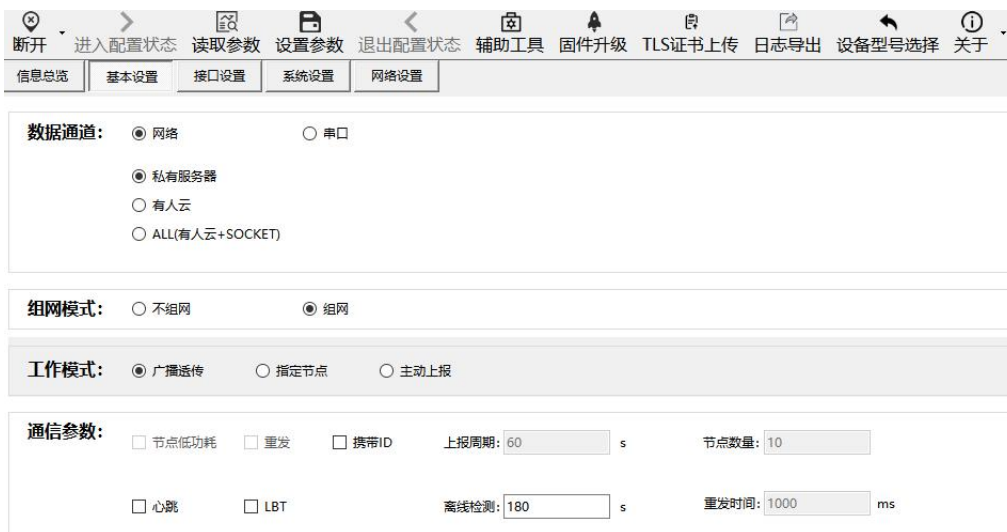 断开 进入配置状态 读取参数 设置参数 退出配置状态 辅助工具 固件升级 TLS证书上传 日志导出 设备型号选择 关于
信息总览 基本设置 接口设置 系统设置 网络设置
数据通道: 网络 串口
私有服务器
有人云
ALL(有人云+SOCKET)
组网模式: 不组网 组网
工作模式: 广播透传 指定节点 主动上报
通信参数: 节点低功耗 重发 携带ID 上报周期: 60 s 节点数量: 10
心跳 LBT 离线检测: 180 s 重发时间: 1000 ms